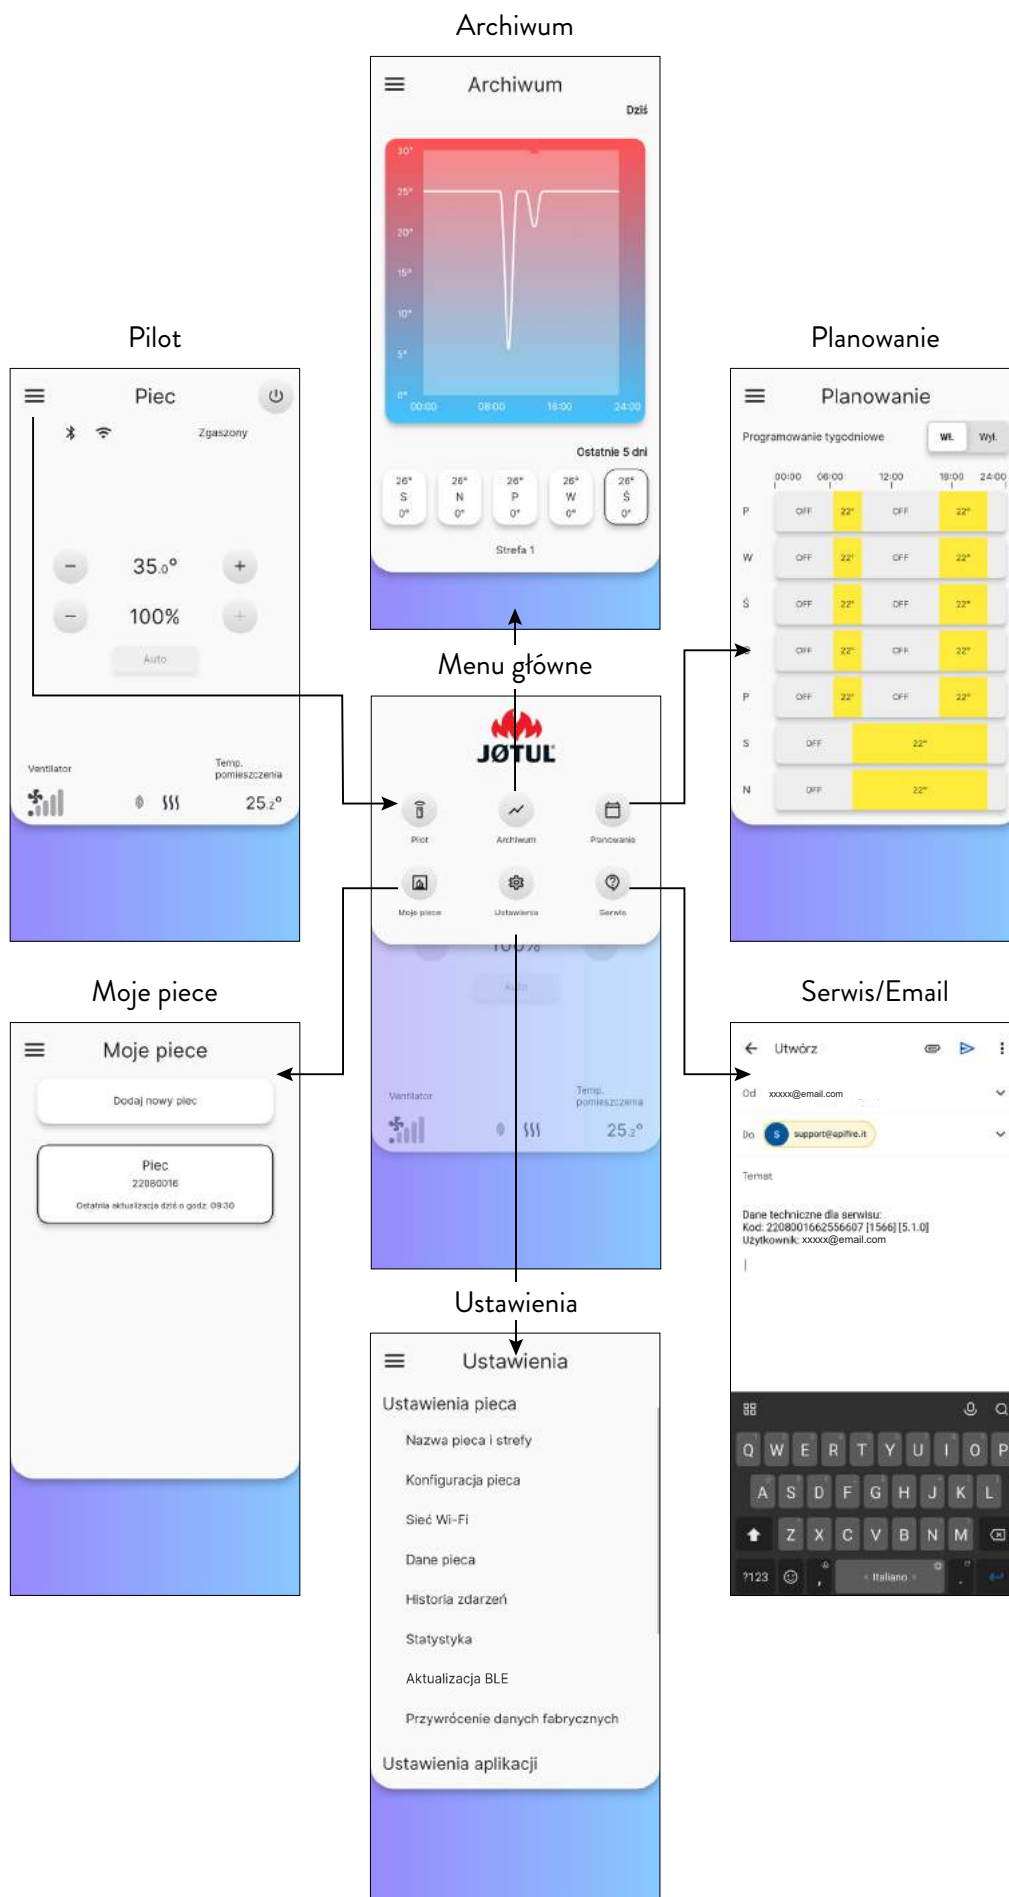 Archiwum
Archiwum
Dziś
30°
25°
20°
15°
10°
5°
0°
00:00 08:00 16:00 24:00
Ostatnie 5 dni
26° 26° 26° 26° 26°
S N P W Ś
0° 0° 0° 0° 0°
Strefa 1
Pilot
Piec
Zgaszony
35.0°
100%
Auto
Wentilator
Temp.
pomieszczenia
25.2°
Planowanie
Planowanie
Programowanie tygodniowe Wł. Wył.
00:00 06:00 12:00 18:00 24:00
P OFF 22° OFF 22°
W OFF 22° OFF 22°
Ś OFF 22° OFF 22°
OFF 22° OFF 22°
P OFF 22° OFF 22°
S OFF 22°
N OFF 22°
Menu główne
JØTUL
Pilot Archiwum Planowanie
Moje piece Ustawienia Serwis
100%
Auto
Wentilator
Temp.
pomieszczenia
25.2°
Moje piece
Moje piece
Dodaj nowy piec
Piec
22080016
Ostatnia aktualizacja dziś o godz. 09:30
Serwis/Email
Utwórz
Od xxxxx@email.com
Do S support@apifire.it
Temat
Dane techniczne dla serwisu:
Kod: 2208001662556607 [1566] [5.1.0]
Użytkownik: xxxxx@email.com
Q W E R T Y U I O P
A S D F G H J K L
Z X C V B N M
?123 , Italiano .
Ustawienia
Ustawienia
Ustawienia pieca
Nazwa pieca i strefy
Konfiguracja pieca
Sieć Wi-Fi
Dane pieca
Historia zdarzeń
Statystyka
Aktualizacja BLE
Przywrócenie danych fabrycznych
Ustawienia aplikacji